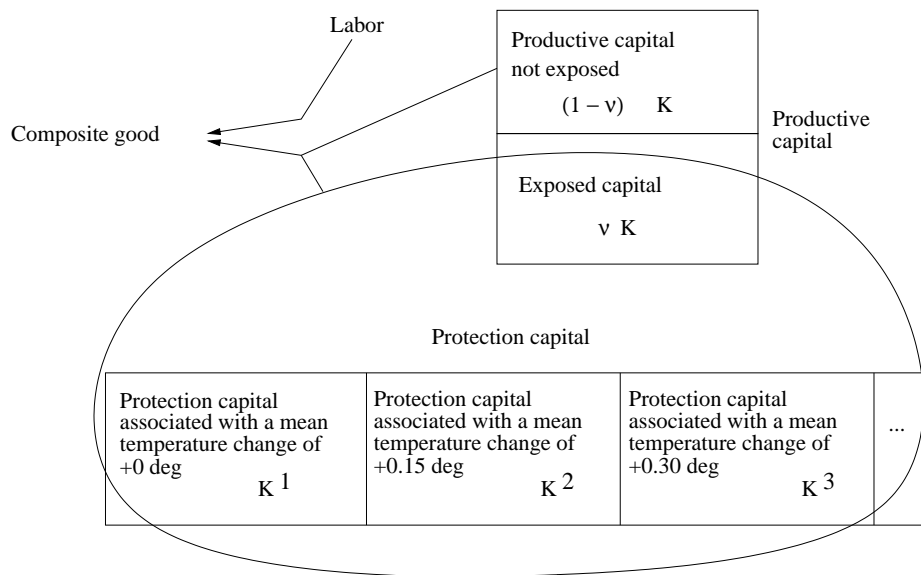 Labor
Productive capital
not exposed
(1 – ν) K
Composite good
Productive
capital
Exposed capital
ν K
Protection capital
Protection capital
associated with a mean
temperature change of
+0 deg
K 1
Protection capital
associated with a mean
temperature change of
+0.15 deg
K 2
Protection capital
associated with a mean
temperature change of
+0.30 deg
K 3
...